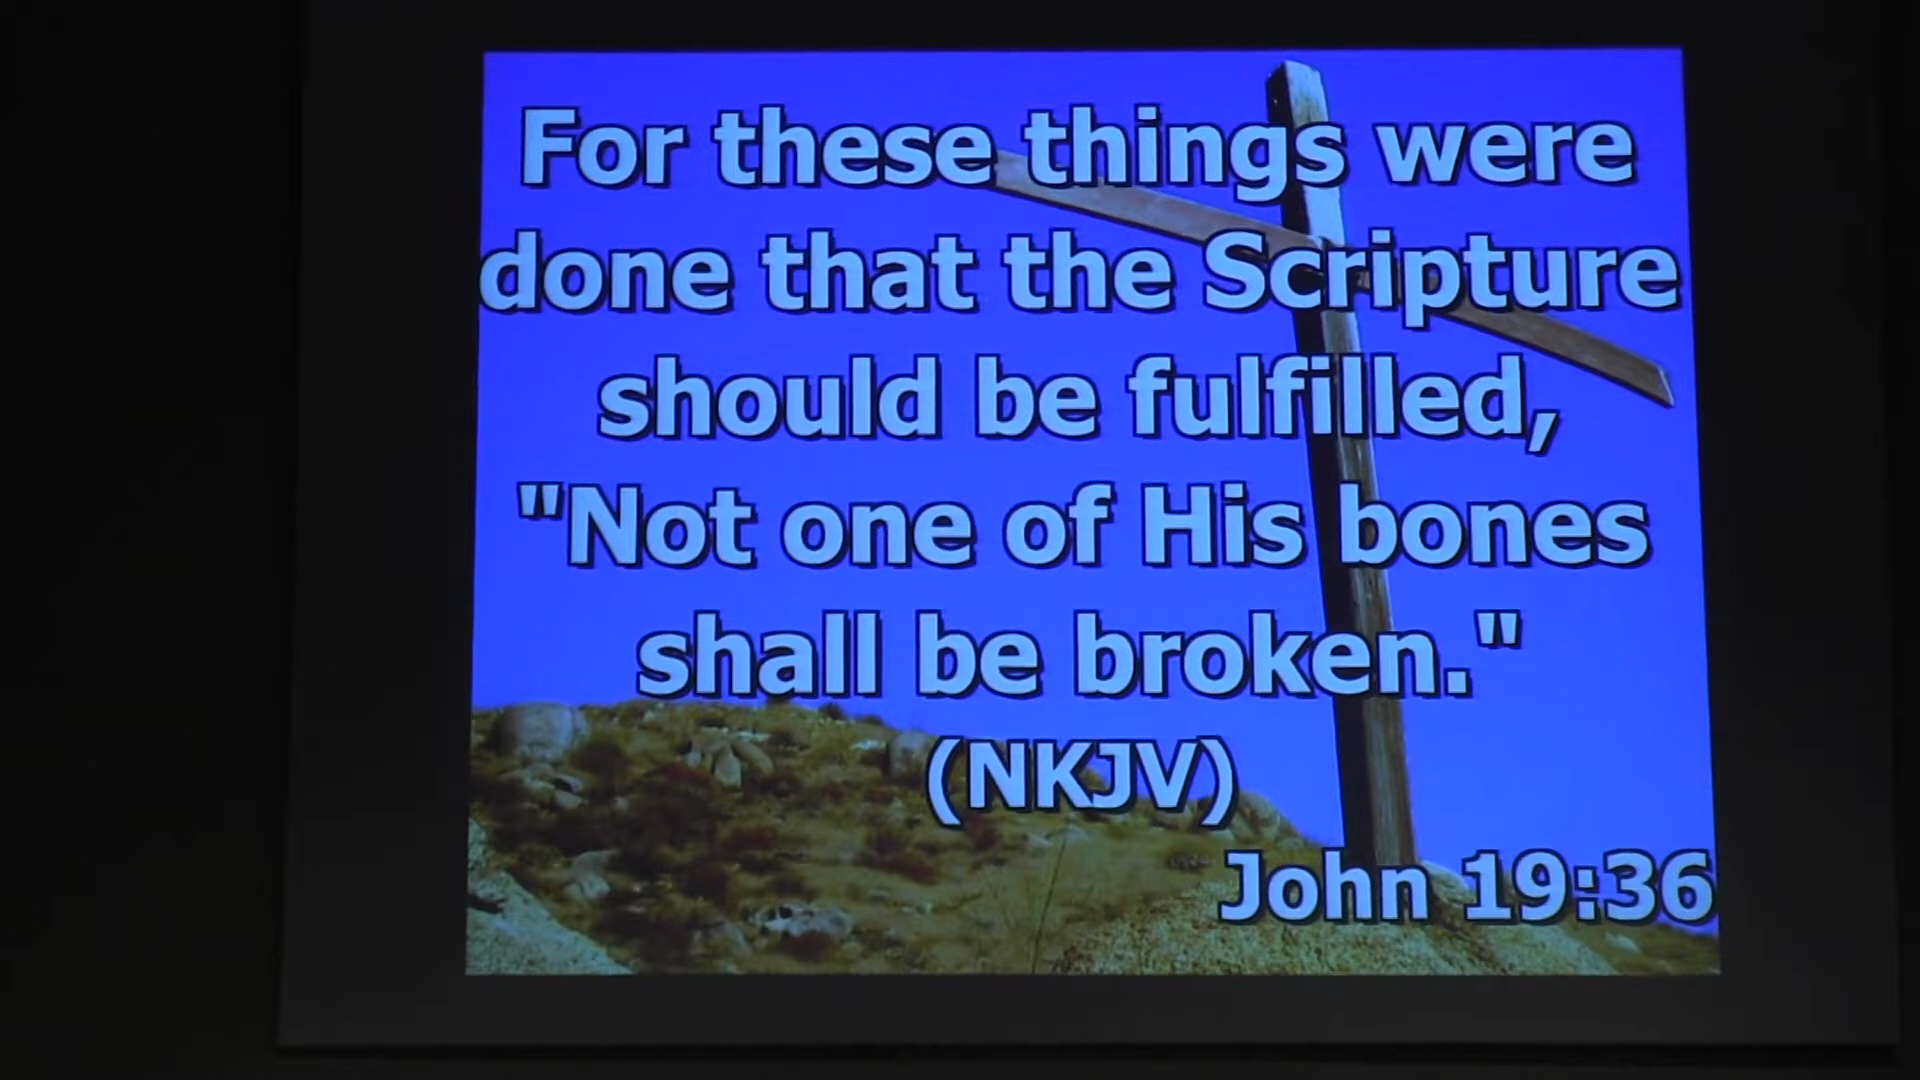 For these things were
done that the Scripture
should be fulfilled,
"Not one of His bones
shall be broken."
(NKJV)
John 19:36